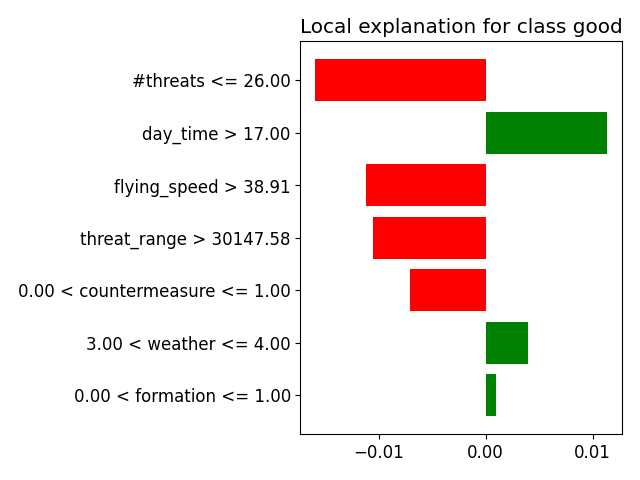 Local explanation for class good
#threats <= 26.00
day_time > 17.00
flying_speed > 38.91
threat_range > 30147.58
0.00 < countermeasure <= 1.00
3.00 < weather <= 4.00
0.00 < formation <= 1.00
−0.01 0.00 0.01